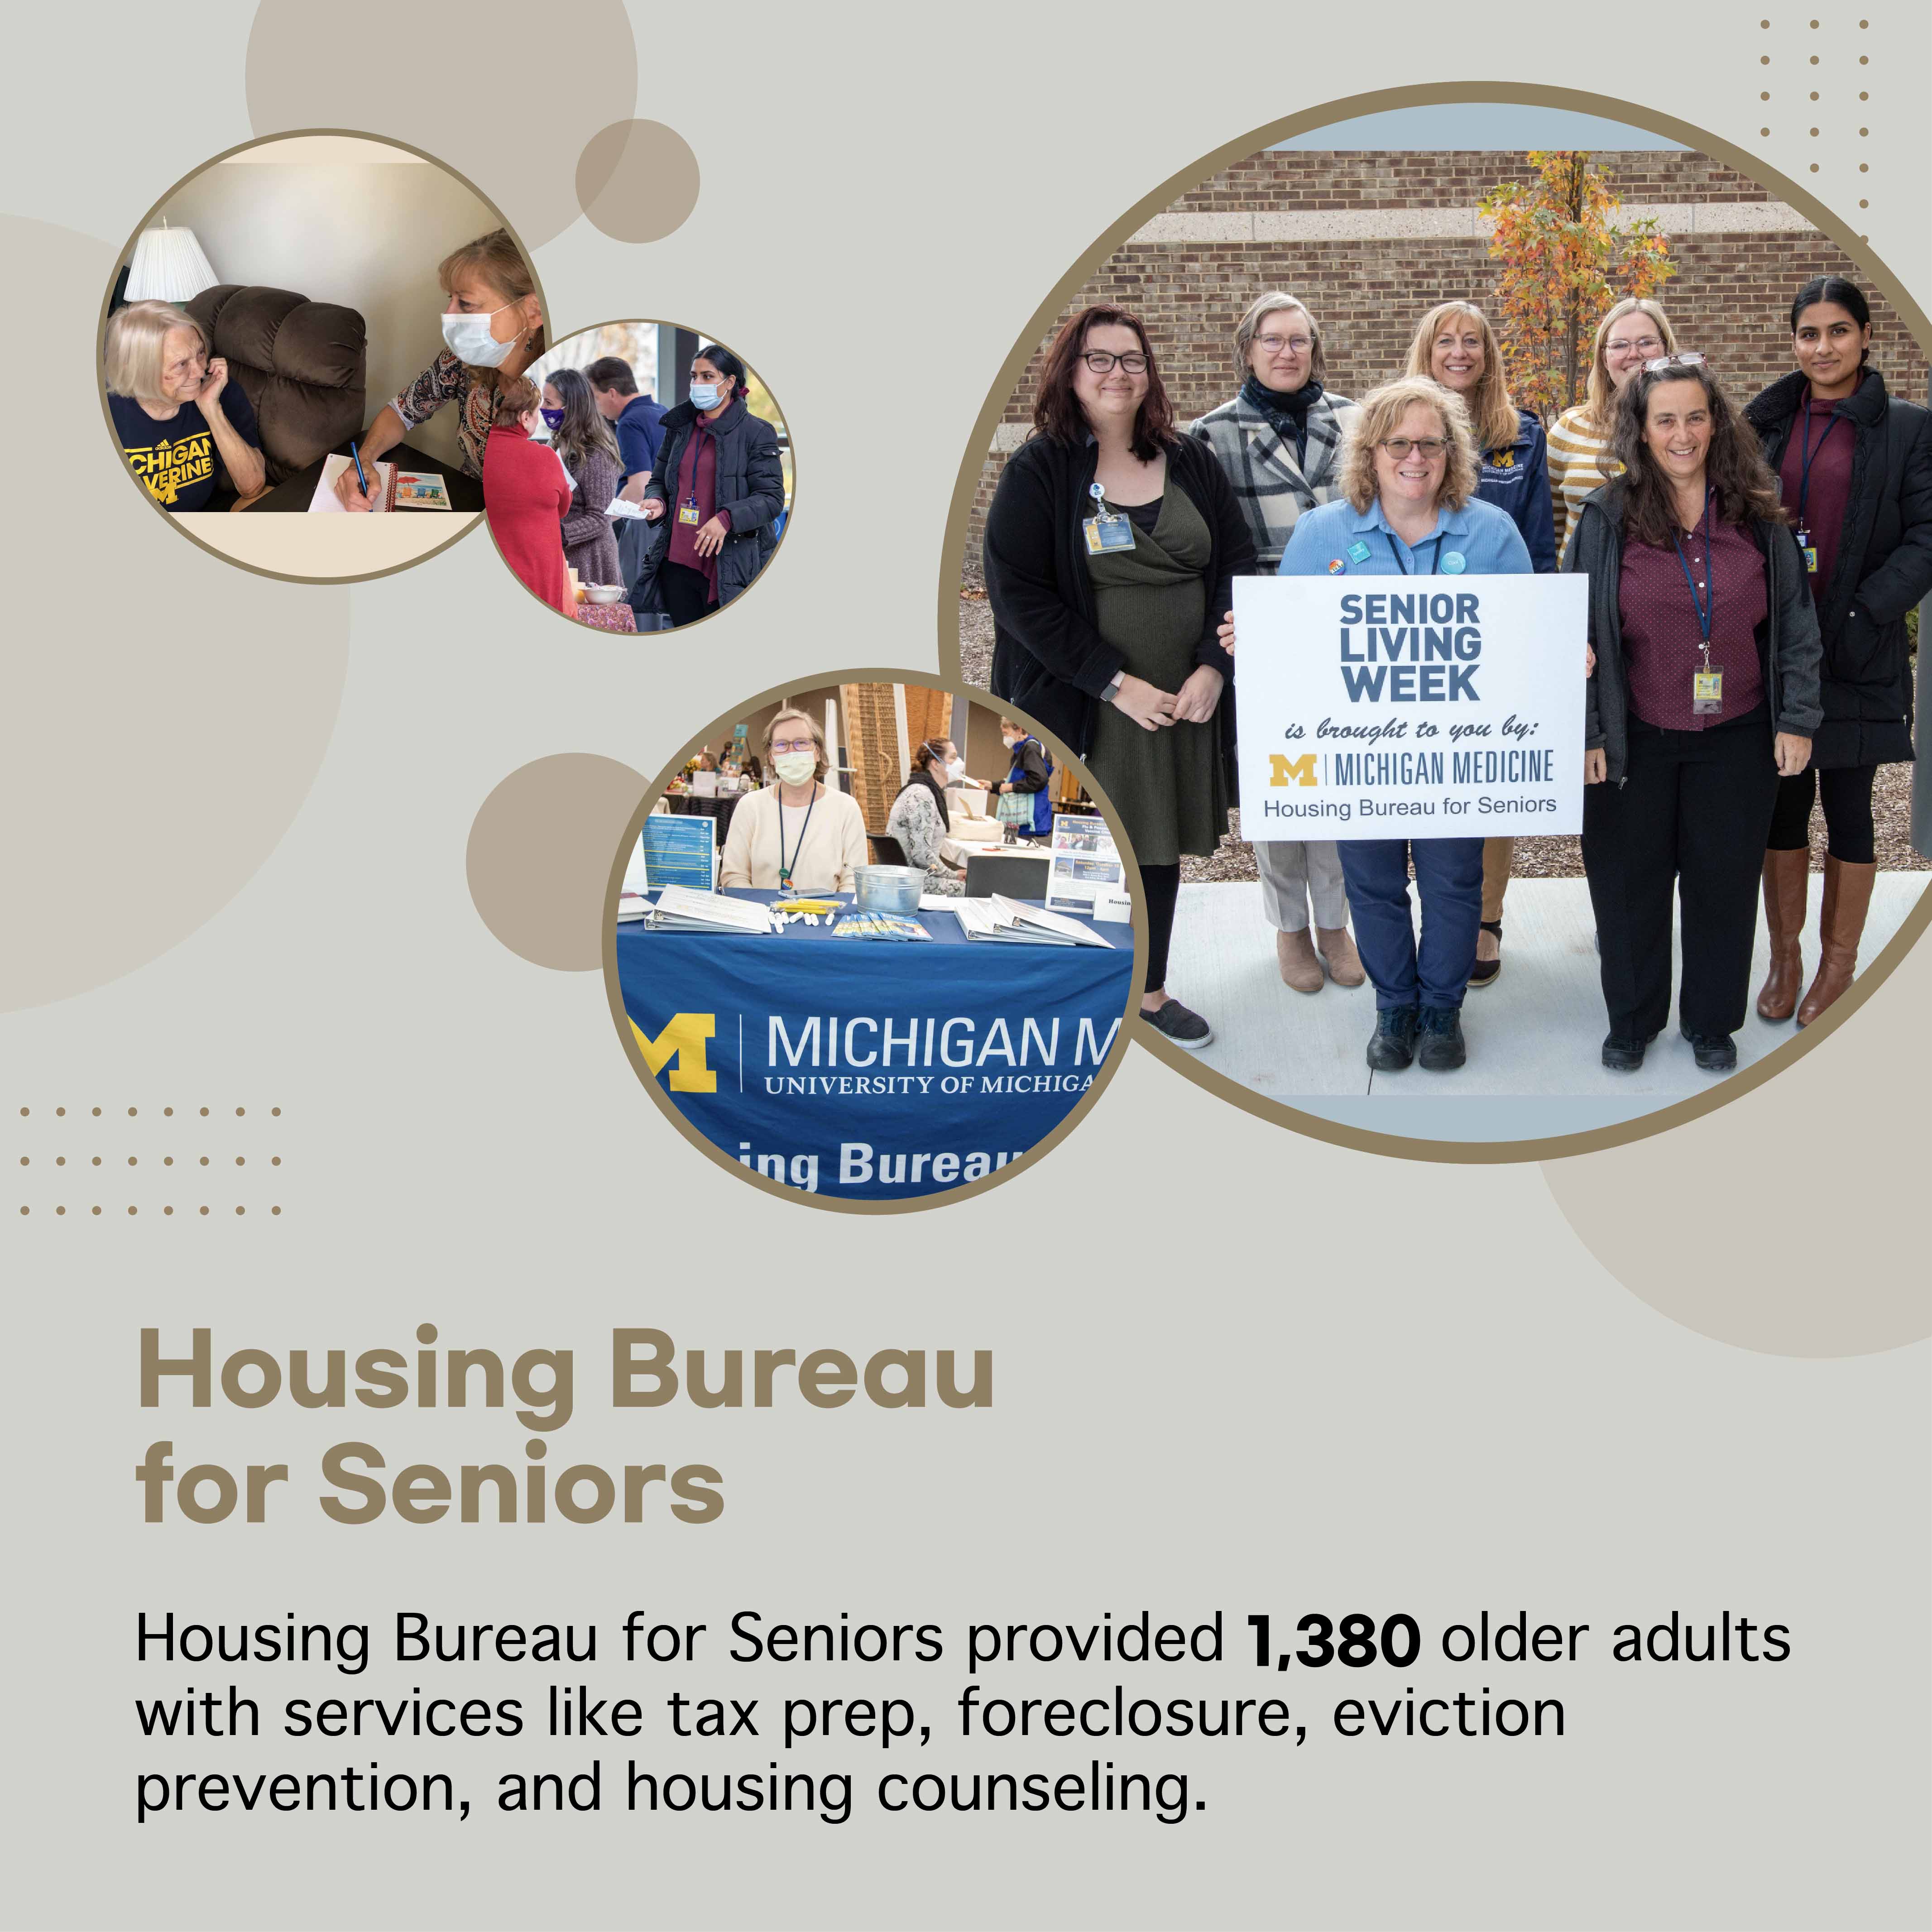 CHIGAN
VERINE
SENIOR
LIVING
WEEK
is brought to you by:
M | MICHIGAN MEDICINE
Housing Bureau for Seniors
M | MICHIGAN M
UNIVERSITY OF MICHIGA
ing Bureau
Housing Bureau
for Seniors
Housing Bureau for Seniors provided 1,380 older adults
with services like tax prep, foreclosure, eviction
prevention, and housing counseling.